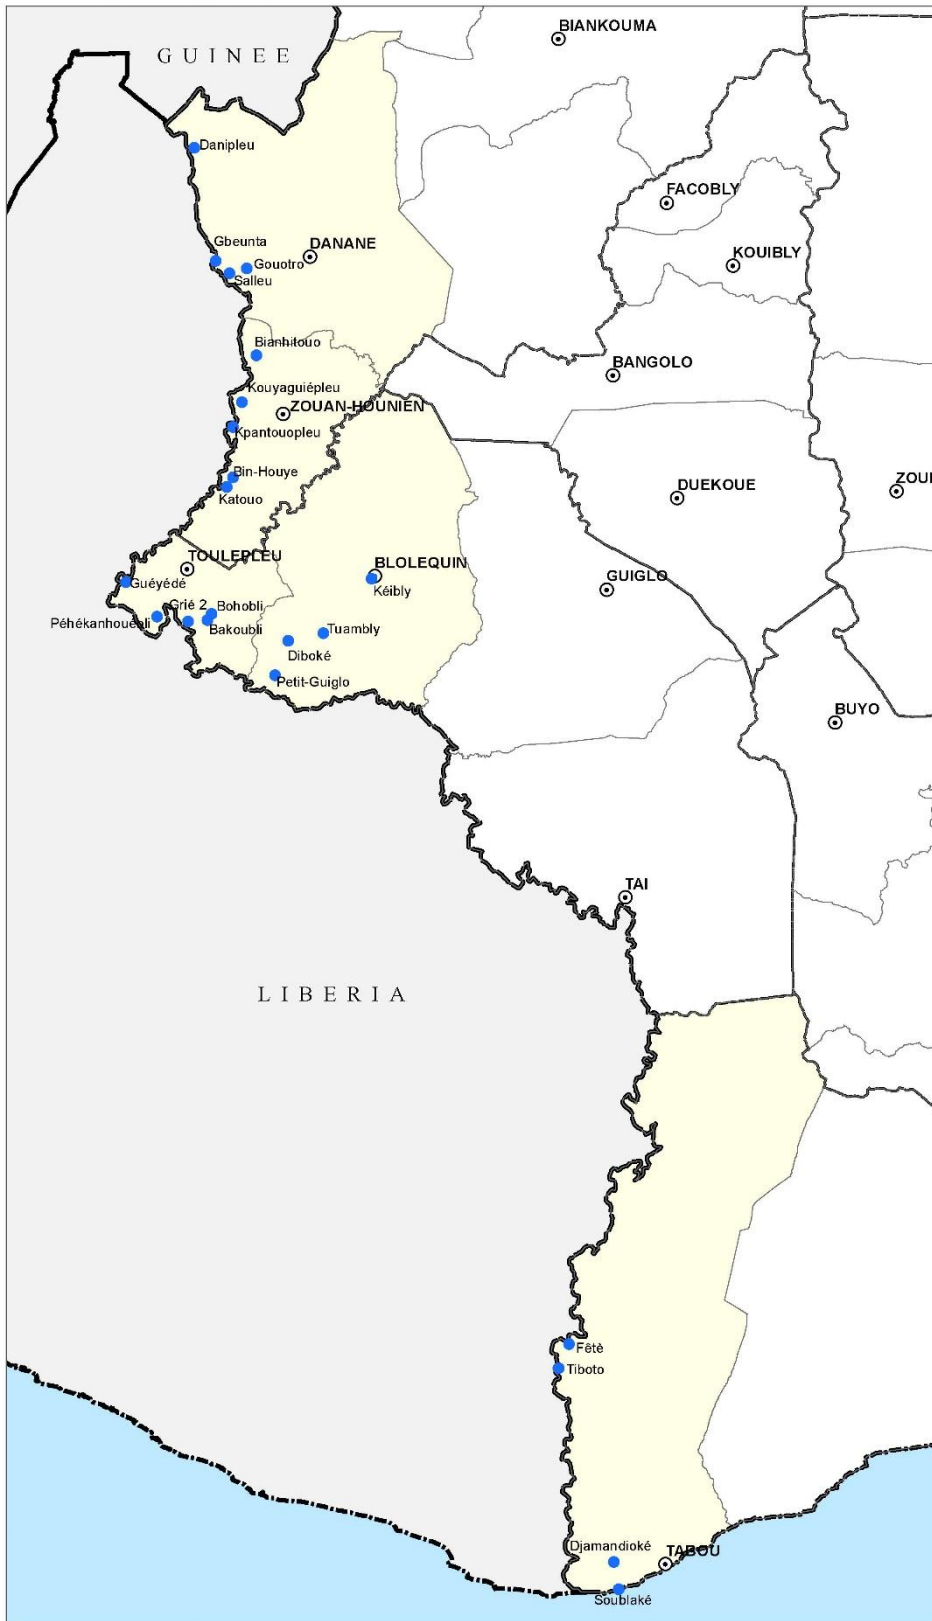 BIANKOUMA
GUINEE
Danipleu
FACOBLY
Gbeunta
DANANE
KOUIBLY
Gouotro
Salleu
Bianhitouo
BANGOLO
Kouyaguiépleu
ZOUAN-HOUNIEN
Kpantouopleu
Bin-Houye
DUEKOUE
ZOU
Katouo
TOULEPLEU
BLOLEQUIN
GUIGLO
Guéyédé
Kéibly
Grié 2
Bohobli
Péhékanhouébli
Bakoubli
Tuambly
Diboké
Petit-Guiglo
BUYO
TAI
LIBERIA
Fêtè
Tiboto
Djamandioké
TABOU
Soublaké